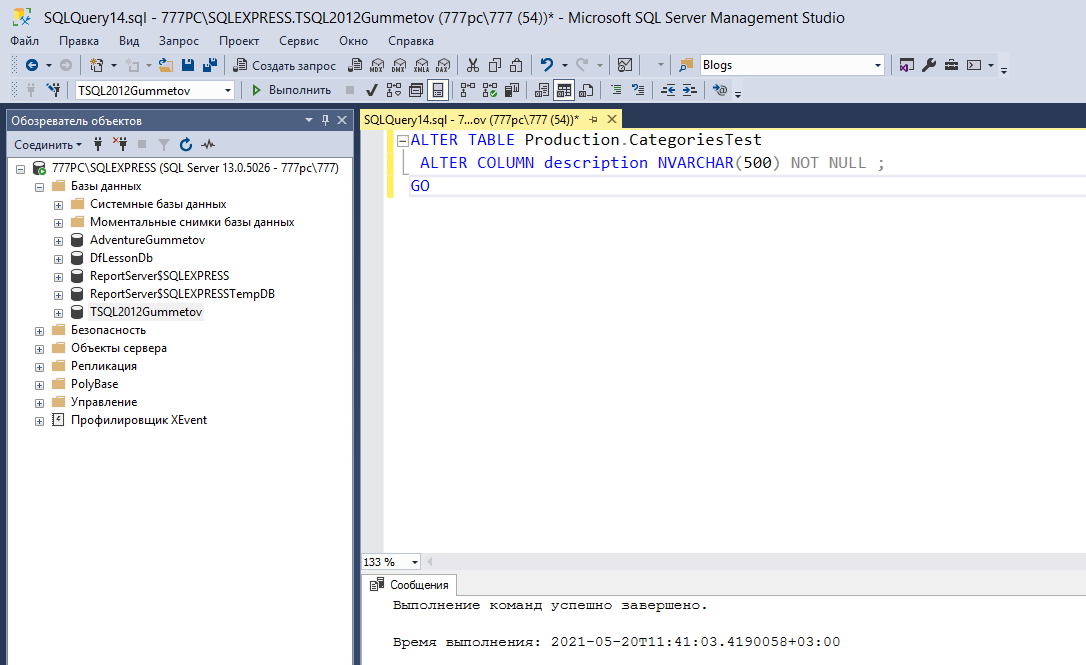 SQLQuery14.sql - 777PC\SQLEXPRESS.TSQL2012Gummetov (777pc\777 (54))* - Microsoft SQL Server Management Studio
Файл Правка Вид Запрос Проект Сервис Окно Справка
Создать запрос MDX DMX XMLA DAX Blogs
TSQL2012Gummetov Выполнить
Обозреватель объектов
SQLQuery14.sql - 7...ov (777pc\777 (54))*
Соединить
777PC\SQLEXPRESS (SQL Server 13.0.5026 - 777pc\777)
Базы данных
Системные базы данных
Моментальные снимки базы данных
AdventureGummetov
DfLessonDb
ReportServer$SQLEXPRESS
ReportServer$SQLEXPRESSTempDB
TSQL2012Gummetov
Безопасность
Объекты сервера
Репликация
PolyBase
Управление
Профилировщик XEvent
ALTER TABLE Production.CategoriesTest
ALTER COLUMN description NVARCHAR(500) NOT NULL ;
GO
133 %
Сообщения
Выполнение команд успешно завершено.
Время выполнения: 2021-05-20T11:41:03.4190058+03:00